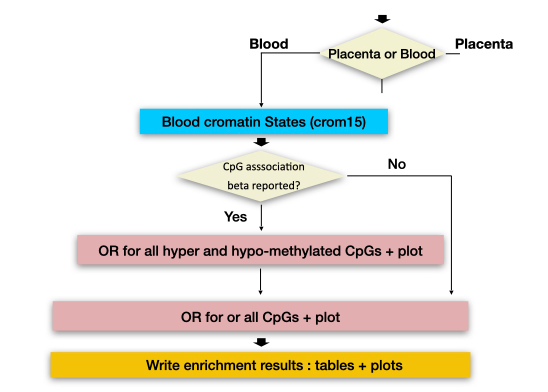 Blood
Placenta
Placenta or Blood
Blood cromatin States (crom15)
CpG asssociation
beta reported?
No
Yes
OR for all hyper and hypo-methylated CpGs + plot
OR for or all CpGs + plot
Write enrichment results : tables + plots